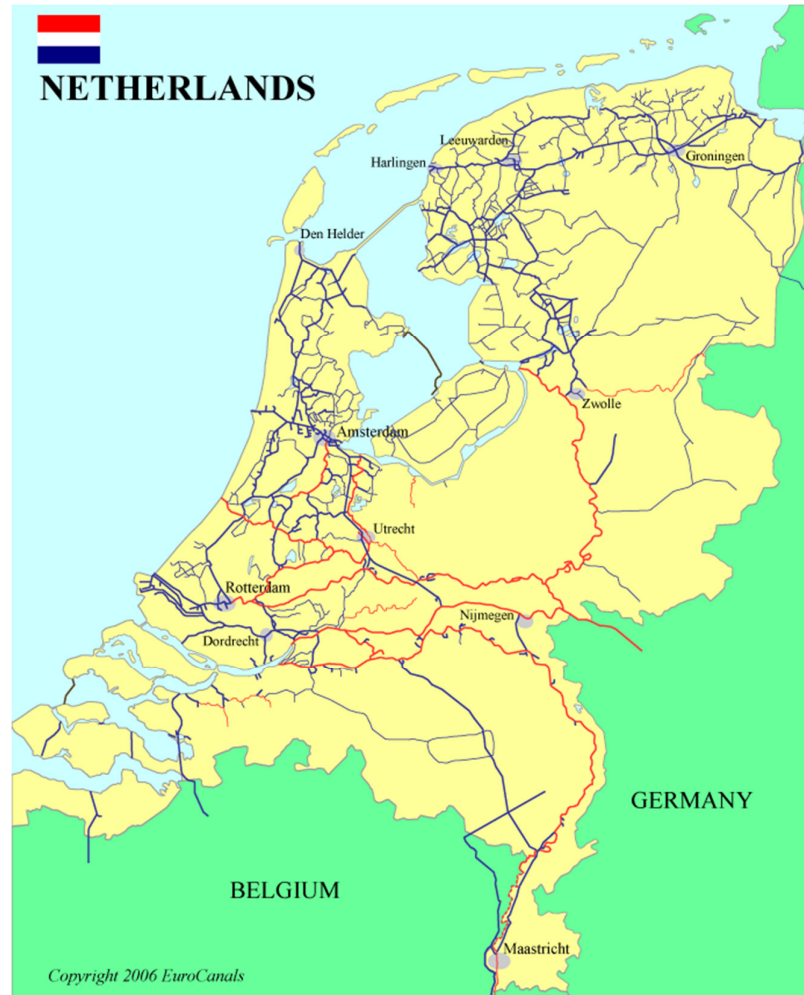 NETHERLANDS
Leeuwarden
Harlingen
Groningen
Den Helder
Zwolle
Amsterdam
Utrecht
Rotterdam
Nijmegen
Dordrecht
GERMANY
BELGIUM
Maastricht
Copyright 2006 EuroCanals